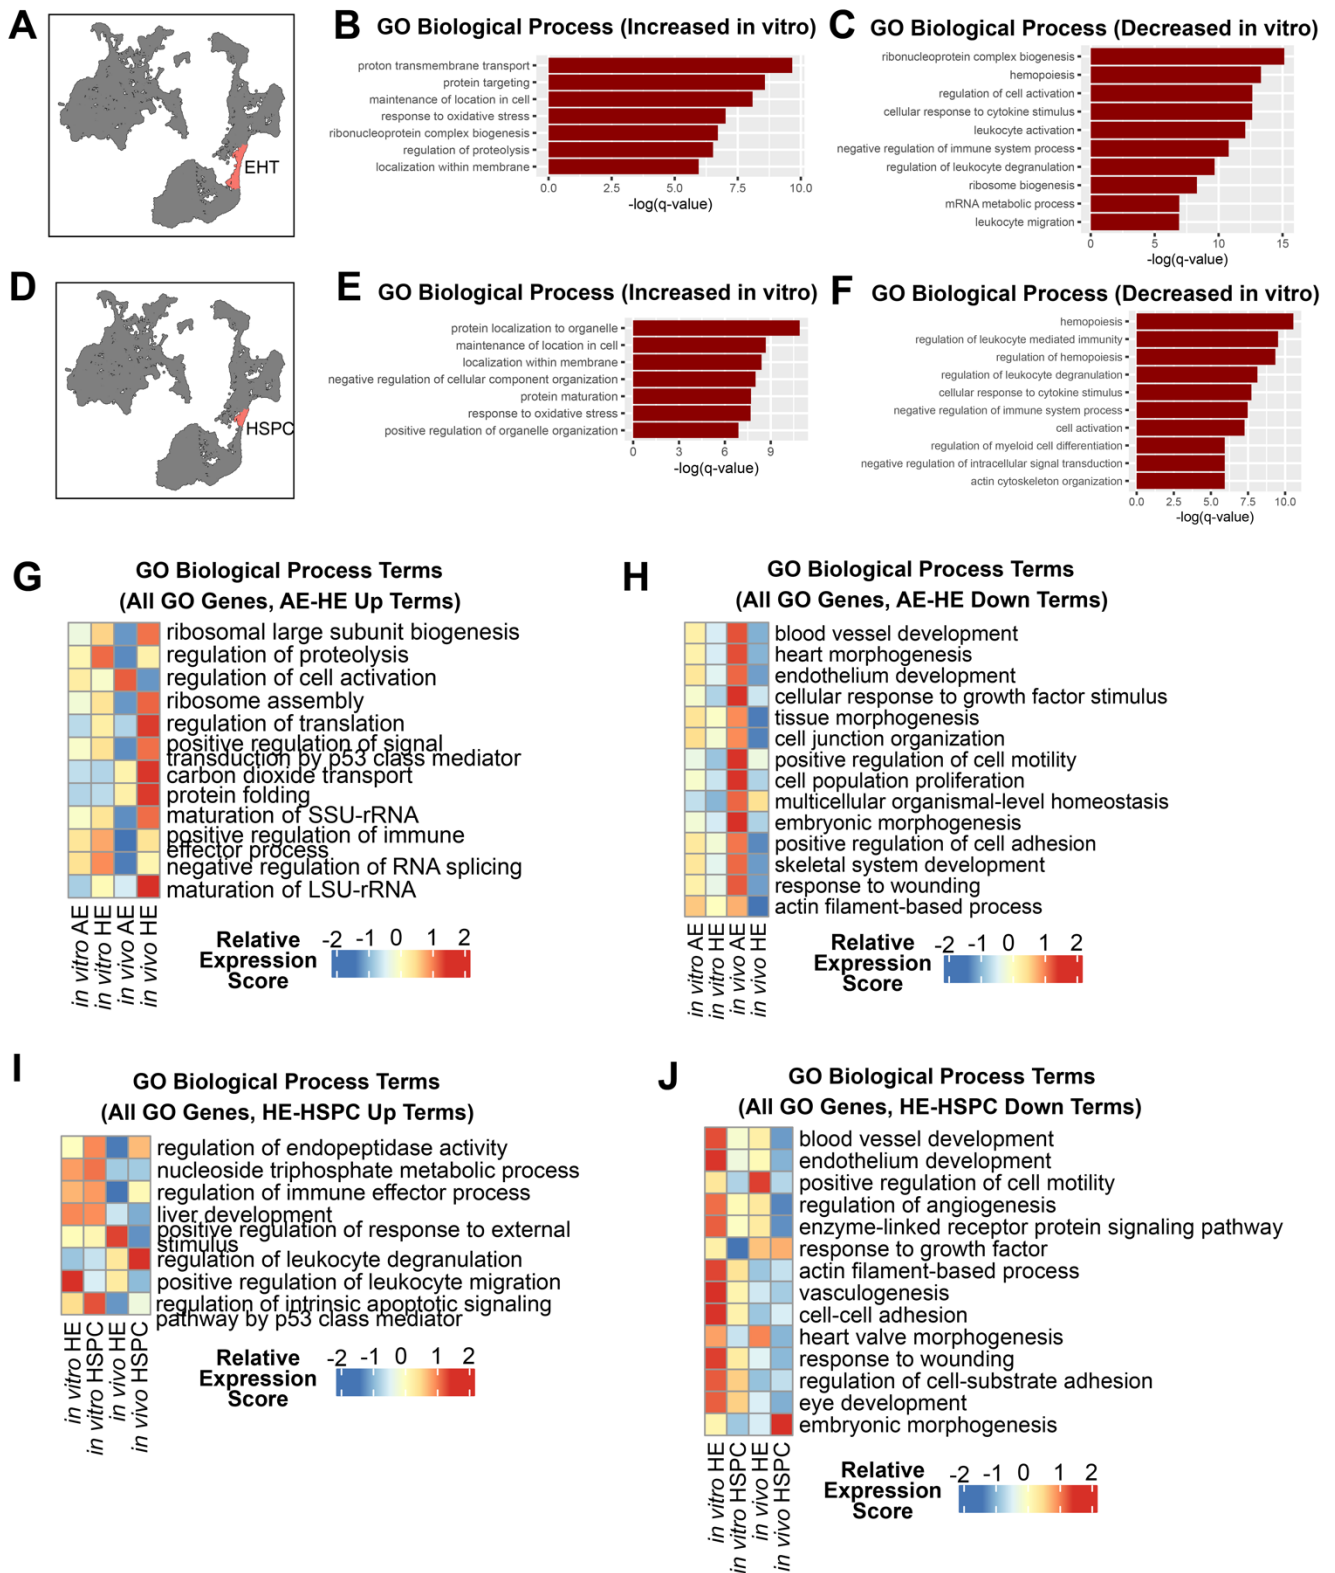 A
EHT
B
GO Biological Process (Increased in vitro)
proton transmembrane transport
protein targeting
maintenance of location in cell
response to oxidative stress
ribonucleoprotein complex biogenesis
regulation of proteolysis
localization within membrane
0.0 2.5 5.0 7.5 10.0
-log(q-value)
C
GO Biological Process (Decreased in vitro)
ribonucleoprotein complex biogenesis
hemopoiesis
regulation of cell activation
cellular response to cytokine stimulus
leukocyte activation
negative regulation of immune system process
regulation of leukocyte degranulation
ribosome biogenesis
mRNA metabolic process
leukocyte migration
0 5 10 15
-log(q-value)
D
HSPC
E
GO Biological Process (Increased in vitro)
protein localization to organelle
maintenance of location in cell
localization within membrane
negative regulation of cellular component organization
protein maturation
response to oxidative stress
positive regulation of organelle organization
0 3 6 9
-log(q-value)
F
GO Biological Process (Decreased in vitro)
hemopoiesis
regulation of leukocyte mediated immunity
regulation of hemopoiesis
regulation of leukocyte degranulation
cellular response to cytokine stimulus
negative regulation of immune system process
cell activation
regulation of myeloid cell differentiation
negative regulation of intracellular signal transduction
actin cytoskeleton organization
0.0 2.5 5.0 7.5 10.0
-log(q-value)
G
GO Biological Process Terms
(All GO Genes, AE-HE Up Terms)
ribosomal large subunit biogenesis
regulation of proteolysis
regulation of cell activation
ribosome assembly
regulation of translation
positive regulation of signal
transduction by p53 class mediator
carbon dioxide transport
protein folding
maturation of SSU-rRNA
positive regulation of immune
effector process
negative regulation of RNA splicing
maturation of LSU-rRNA
in vitro AE
in vitro HE
in vivo AE
in vivo HE
Relative
Expression
Score
-2 -1 0 1 2
H
GO Biological Process Terms
(All GO Genes, AE-HE Down Terms)
blood vessel development
heart morphogenesis
endothelium development
cellular response to growth factor stimulus
tissue morphogenesis
cell junction organization
positive regulation of cell motility
cell population proliferation
multicellular organismal-level homeostasis
embryonic morphogenesis
positive regulation of cell adhesion
skeletal system development
response to wounding
actin filament-based process
in vitro AE
in vitro HE
in vivo AE
in vivo HE
Relative
Expression
Score
-2 -1 0 1 2
I
GO Biological Process Terms
(All GO Genes, HE-HSPC Up Terms)
regulation of endopeptidase activity
nucleoside triphosphate metabolic process
regulation of immune effector process
liver development
positive regulation of response to external
stimulus
regulation of leukocyte degranulation
positive regulation of leukocyte migration
regulation of intrinsic apoptotic signaling
pathway by p53 class mediator
in vitro HE
in vitro HSPC
in vivo HE
in vivo HSPC
Relative
Expression
Score
-2 -1 0 1 2
J
GO Biological Process Terms
(All GO Genes, HE-HSPC Down Terms)
blood vessel development
endothelium development
positive regulation of cell motility
regulation of angiogenesis
enzyme-linked receptor protein signaling pathway
response to growth factor
actin filament-based process
vasculogenesis
cell-cell adhesion
heart valve morphogenesis
response to wounding
regulation of cell-substrate adhesion
eye development
embryonic morphogenesis
in vitro HE
in vitro HSPC
in vivo HE
in vivo HSPC
Relative
Expression
Score
-2 -1 0 1 2